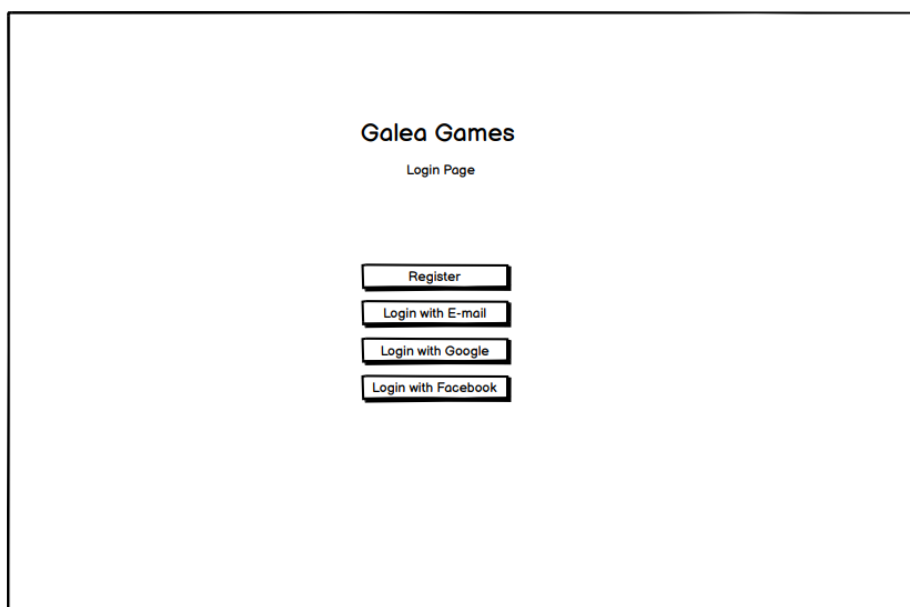 Galea Games
Login Page
Register
Login with E-mail
Login with Google
Login with Facebook